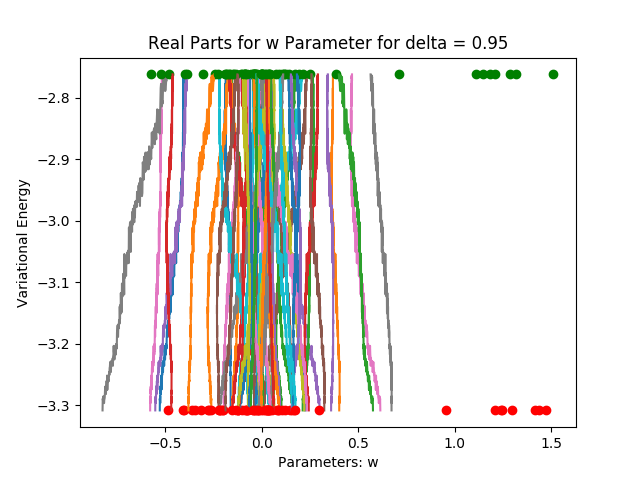 Real Parts for w Parameter for delta = 0.95
Variational Energy
−2.8
−2.9
−3.0
−3.1
−3.2
−3.3
−0.5 0.0 0.5 1.0 1.5
Parameters: w